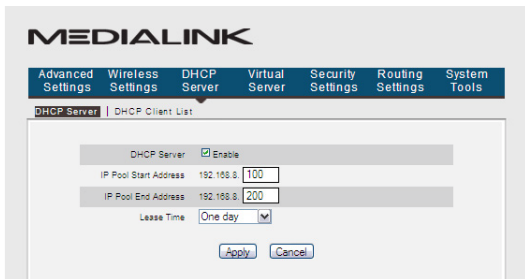 MEDIALINK
Advanced Settings Wireless Settings DHCP Server Virtual Server Security Settings Routing Settings System Tools
DHCP Server | DHCP Client List
DHCP Server Enable
IP Pool Start Address 192.168.8. 100
IP Pool End Address 192.168.8. 200
Lease Time One day
Apply Cancel